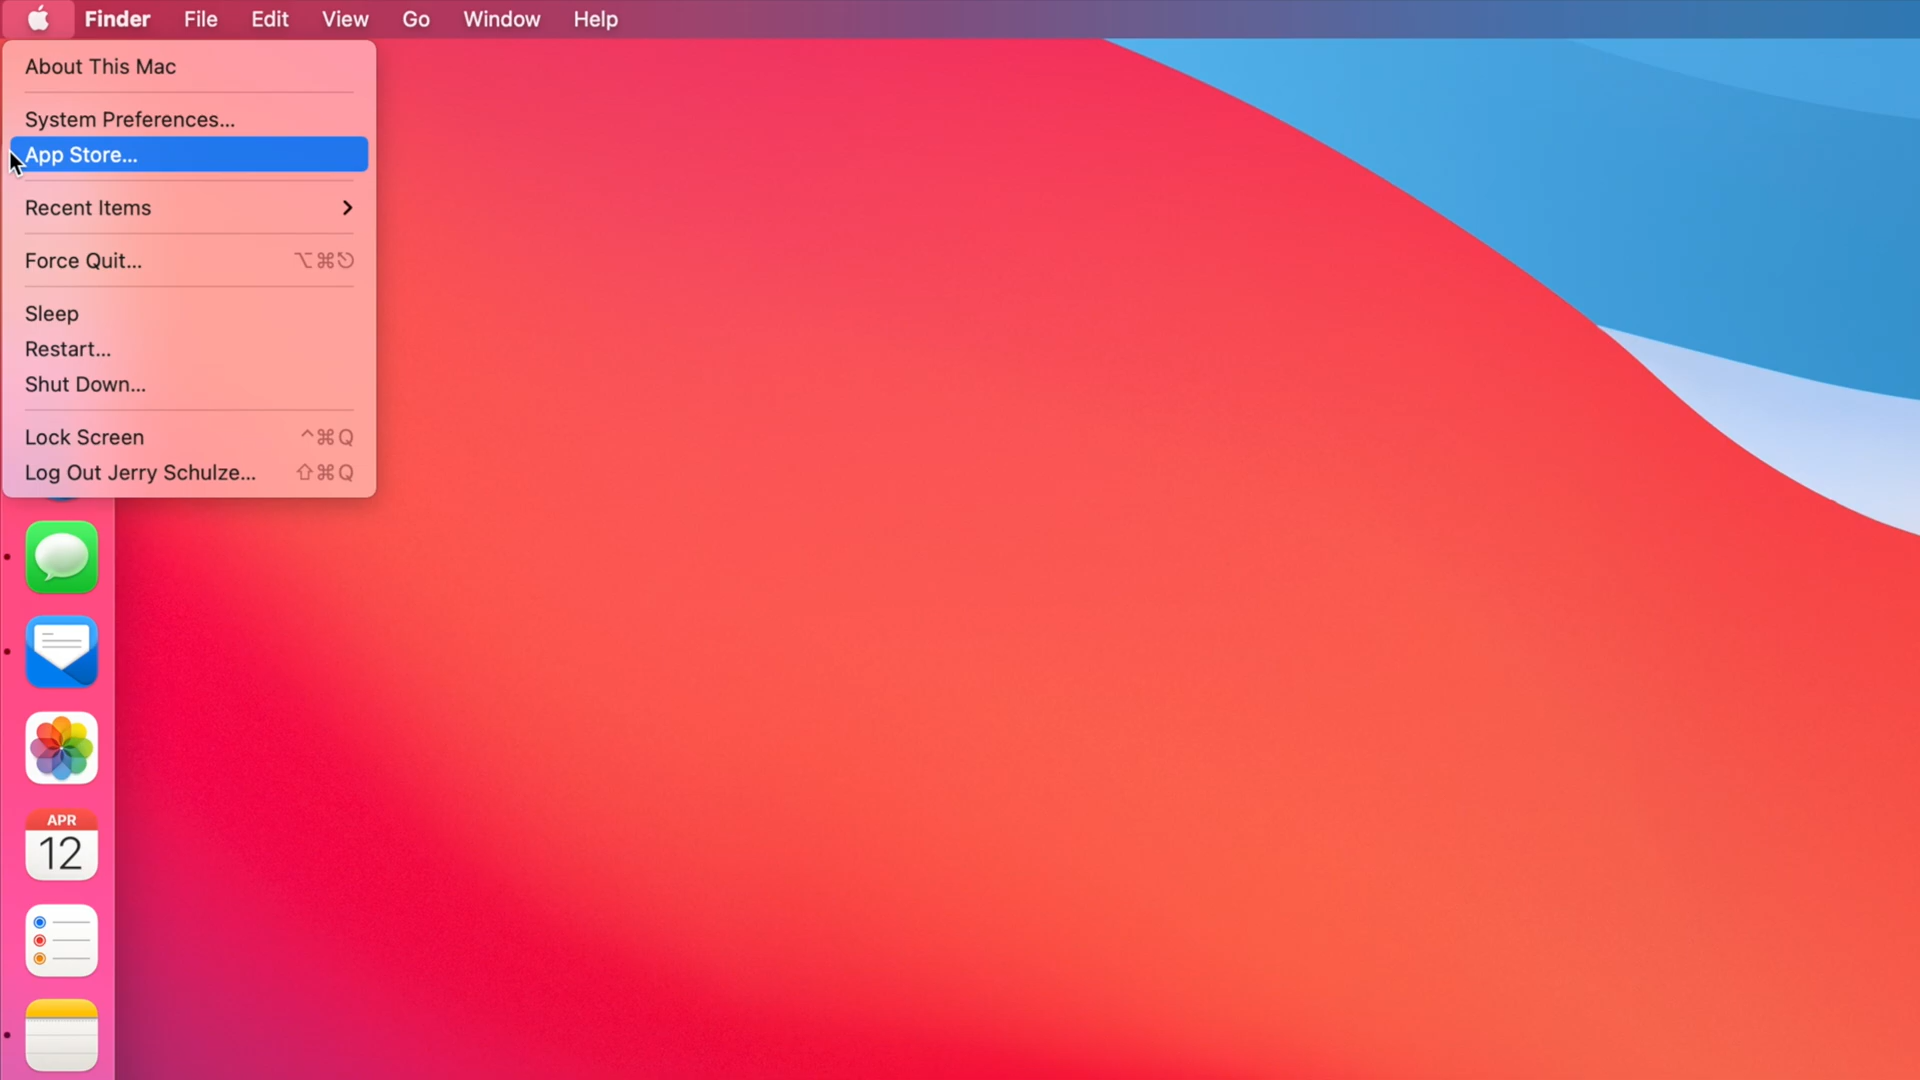 Finder File Edit View Go Window Help
About This Mac
System Preferences...
App Store...
Recent Items
Force Quit... ⌥⌘⎋
Sleep
Restart...
Shut Down...
Lock Screen ^⌘Q
Log Out Jerry Schulze... ⇧⌘Q
APR
12